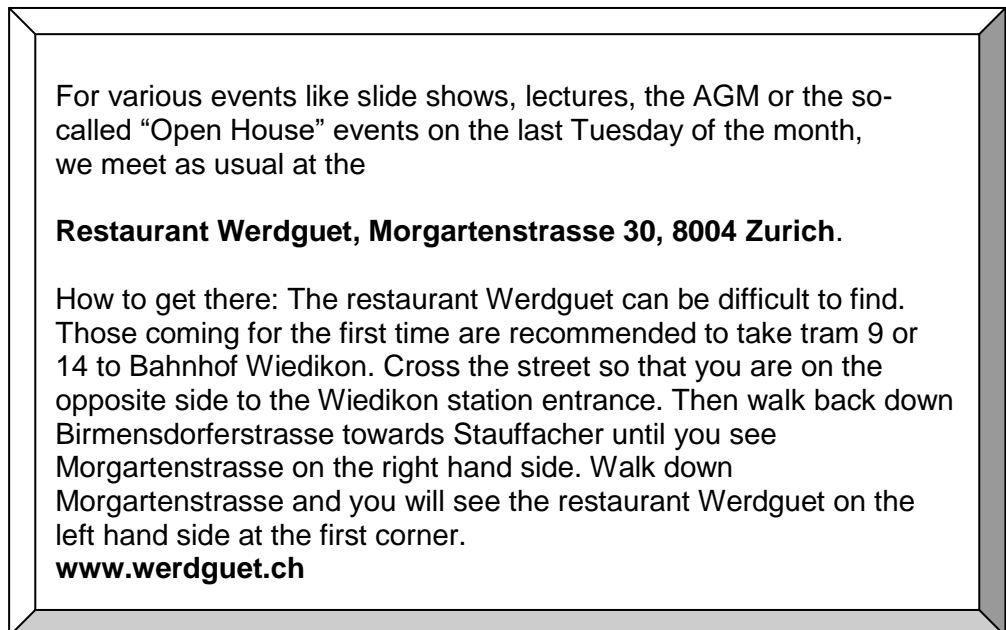 For various events like slide shows, lectures, the AGM or the so-
called “Open House” events on the last Tuesday of the month,
we meet as usual at the
Restaurant Werdguet, Morgartenstrasse 30, 8004 Zurich.
How to get there: The restaurant Werdguet can be difficult to find.
Those coming for the first time are recommended to take tram 9 or
14 to Bahnhof Wiedikon. Cross the street so that you are on the
opposite side to the Wiedikon station entrance. Then walk back down
Birmensdorferstrasse towards Stauffacher until you see
Morgartenstrasse on the right hand side. Walk down
Morgartenstrasse and you will see the restaurant Werdguet on the
left hand side at the first corner.
www.werdguet.ch